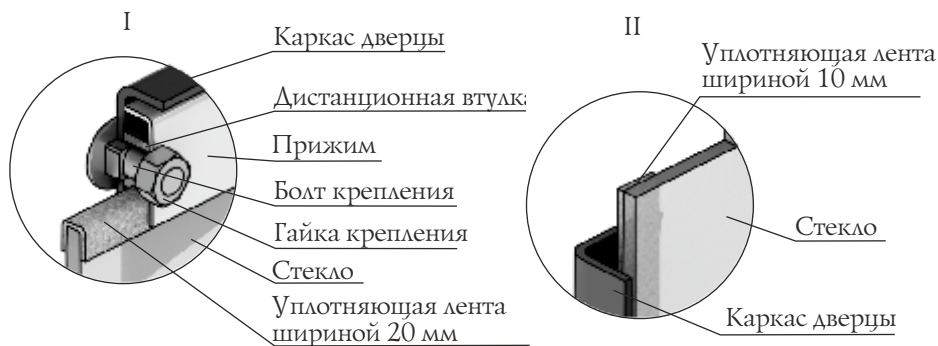 I
Каркас дверцы
Дистанционная втулка
Прижим
Болт крепления
Гайка крепления
Стекло
Уплотняющая лента
шириной 20 мм
II
Уплотняющая лента
шириной 10 мм
Стекло
Каркас дверцы